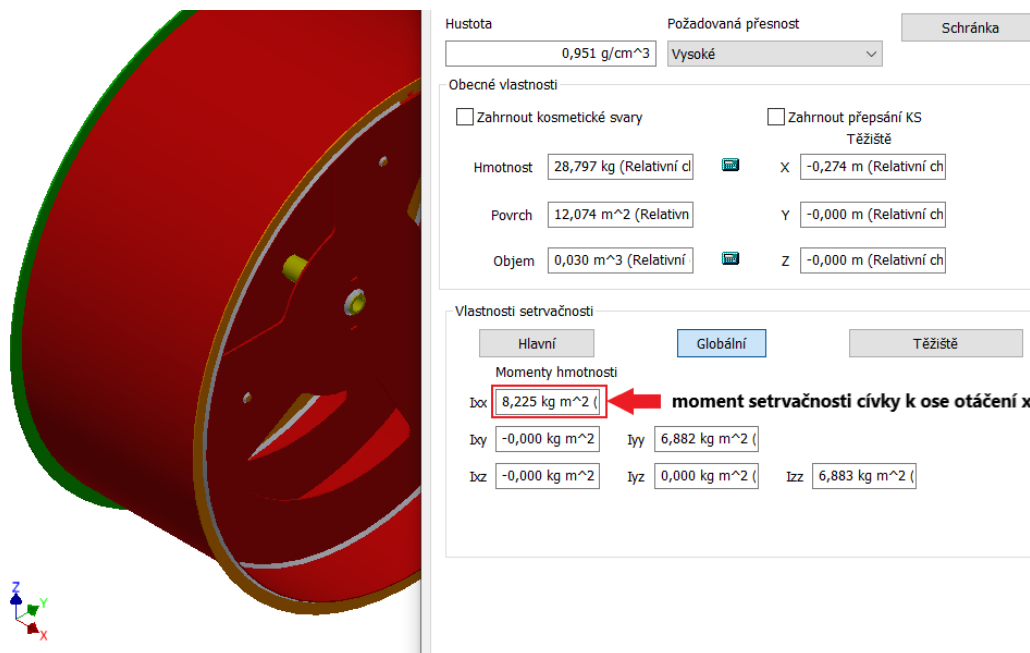 Hustota Požadovaná přesnost Schránka
0,951 g/cm^3 Vysoké
Obecné vlastnosti
Zahrnout kosmetické svary Zahrnout přepsání KS
Těžiště
Hmotnost 28,797 kg (Relativní cl X -0,274 m (Relativní ch
Povrch 12,074 m^2 (Relativn Y -0,000 m (Relativní ch
Objem 0,030 m^3 (Relativní Z -0,000 m (Relativní ch
Vlastnosti setrvačnosti
Hlavní Globální Těžiště
Momenty hmotnosti
Ixx 8,225 kg m^2 ( moment setrvačnosti cívky k ose otáčení x
Ixy -0,000 kg m^2 Iyy 6,882 kg m^2 (
Ixz -0,000 kg m^2 Iyz 0,000 kg m^2 ( Izz 6,883 kg m^2 (
Z
Y
X